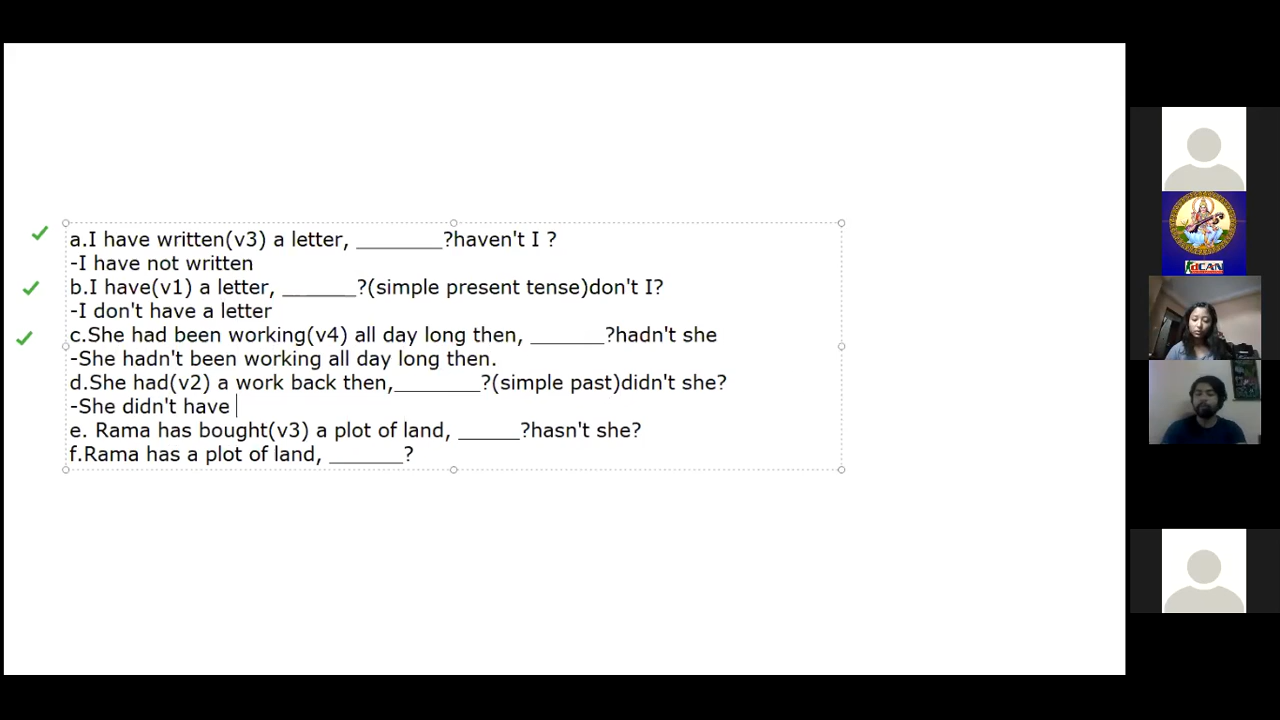 a.I have written(v3) a letter, ________?haven't I ?
-I have not written
b.I have(v1) a letter, _______?(simple present tense)don't I?
-I don't have a letter
c.She had been working(v4) all day long then, _______?hadn't she
-She hadn't been working all day long then.
d.She had(v2) a work back then,________?(simple past)didn't she?
-She didn't have
e. Rama has bought(v3) a plot of land, ______?hasn't she?
f.Rama has a plot of land, _______?